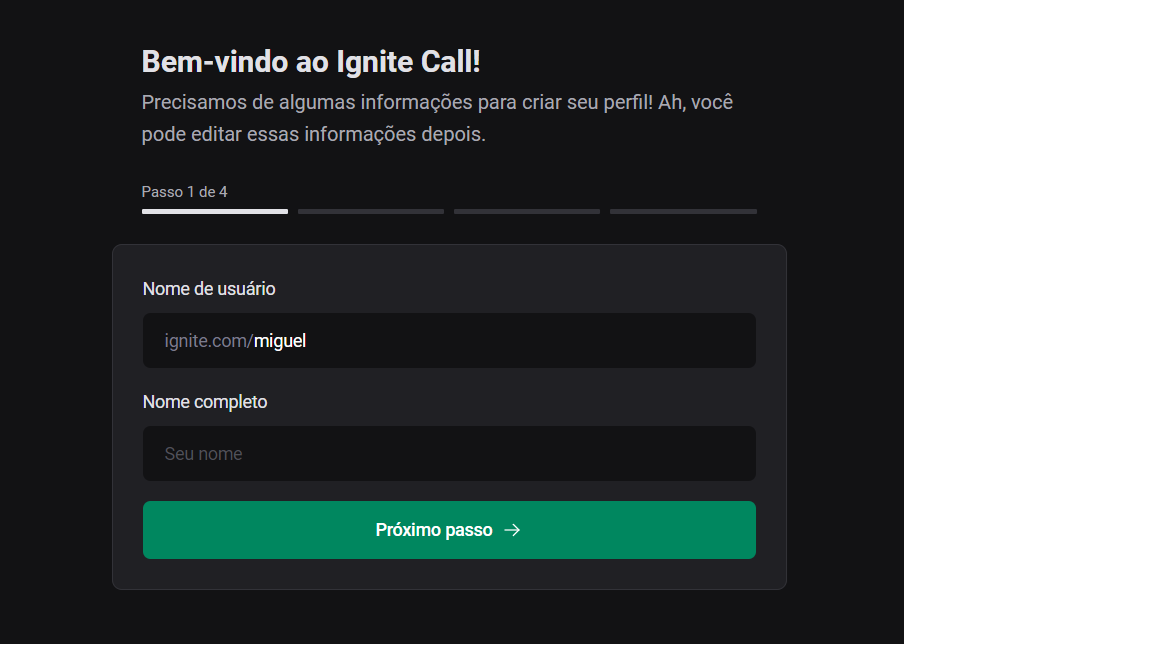 Bem-vindo ao Ignite Call!
Precisamos de algumas informações para criar seu perfil! Ah, você
pode editar essas informações depois.
Passo 1 de 4
Nome de usuário
ignite.com/miguel
Nome completo
Seu nome
Próximo passo →